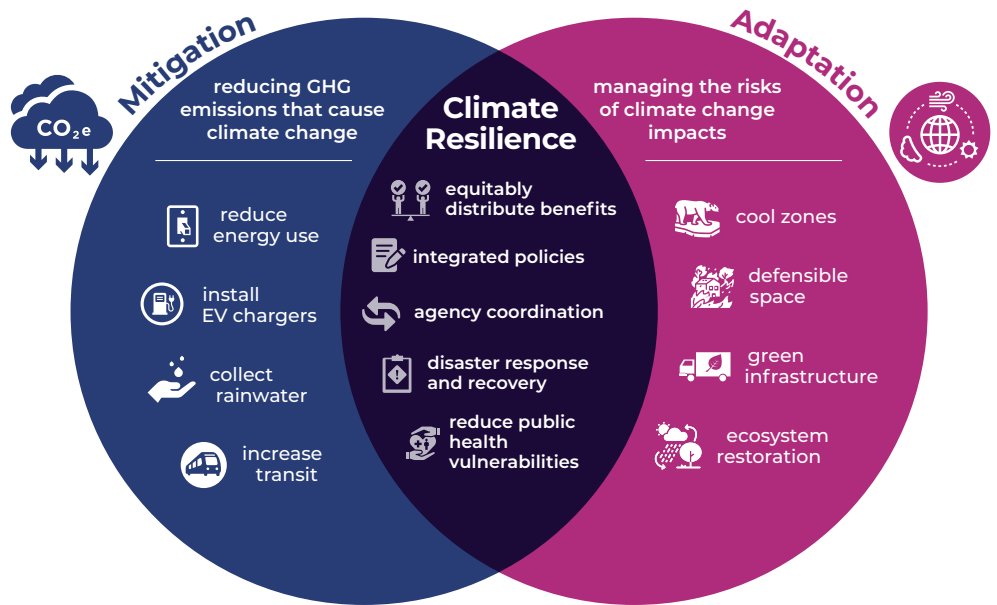 Mitigation
CO2e
reducing GHG
emissions that cause
climate change
reduce
energy use
install
EV chargers
collect
rainwater
increase
transit
Climate
Resilience
equitably
distribute benefits
integrated policies
agency coordination
disaster response
and recovery
reduce public
health
vulnerabilities
Adaptation
managing the risks
of climate change
impacts
cool zones
defensible
space
green
infrastructure
ecosystem
restoration